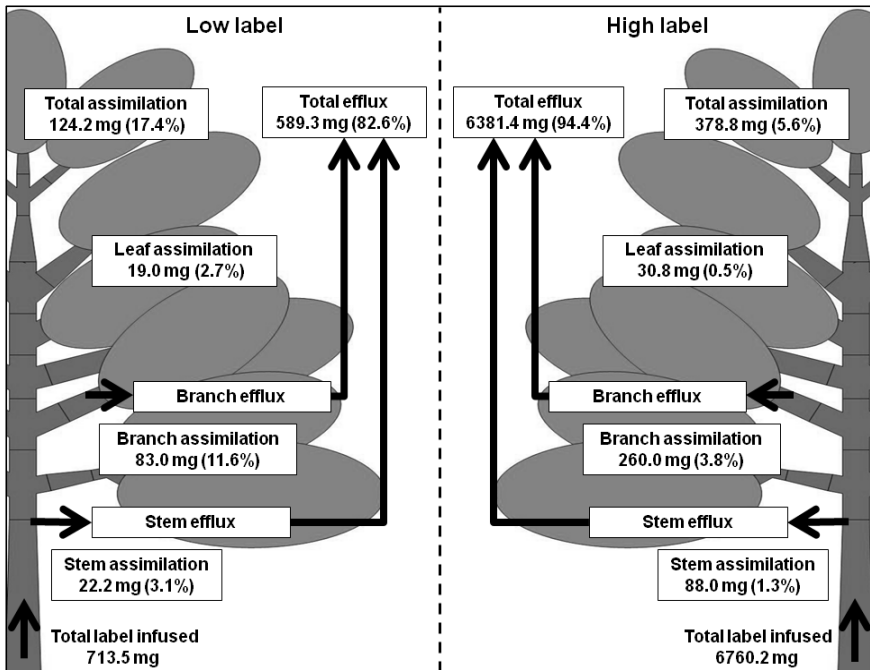 Low label
Total assimilation
124.2 mg (17.4%)
Total efflux
589.3 mg (82.6%)
Leaf assimilation
19.0 mg (2.7%)
Branch efflux
Branch assimilation
83.0 mg (11.6%)
Stem efflux
Stem assimilation
22.2 mg (3.1%)
Total label infused
713.5 mg
High label
Total efflux
6381.4 mg (94.4%)
Total assimilation
378.8 mg (5.6%)
Leaf assimilation
30.8 mg (0.5%)
Branch efflux
Branch assimilation
260.0 mg (3.8%)
Stem efflux
Stem assimilation
88.0 mg (1.3%)
Total label infused
6760.2 mg